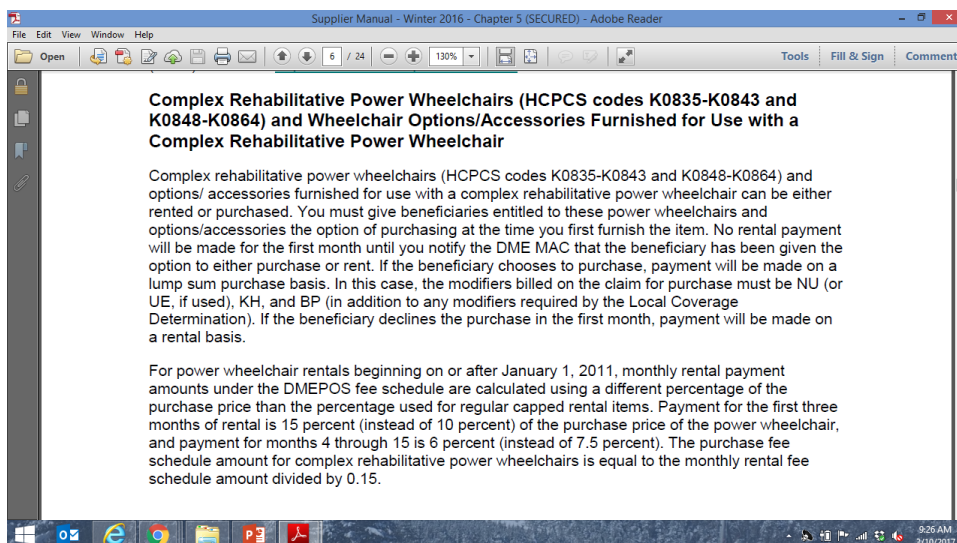 Supplier Manual - Winter 2016 - Chapter 5 (SECURED) - Adobe Reader
File Edit View Window Help
Open 6 / 24 130% Tools Fill & Sign Comment
Complex Rehabilitative Power Wheelchairs (HCPCS codes K0835-K0843 and
K0848-K0864) and Wheelchair Options/Accessories Furnished for Use with a
Complex Rehabilitative Power Wheelchair
Complex rehabilitative power wheelchairs (HCPCS codes K0835-K0843 and K0848-K0864) and
options/ accessories furnished for use with a complex rehabilitative power wheelchair can be either
rented or purchased. You must give beneficiaries entitled to these power wheelchairs and
options/accessories the option of purchasing at the time you first furnish the item. No rental payment
will be made for the first month until you notify the DME MAC that the beneficiary has been given the
option to either purchase or rent. If the beneficiary chooses to purchase, payment will be made on a
lump sum purchase basis. In this case, the modifiers billed on the claim for purchase must be NU (or
UE, if used), KH, and BP (in addition to any modifiers required by the Local Coverage
Determination). If the beneficiary declines the purchase in the first month, payment will be made on
a rental basis.
For power wheelchair rentals beginning on or after January 1, 2011, monthly rental payment
amounts under the DMEPOS fee schedule are calculated using a different percentage of the
purchase price than the percentage used for regular capped rental items. Payment for the first three
months of rental is 15 percent (instead of 10 percent) of the purchase price of the power wheelchair,
and payment for months 4 through 15 is 6 percent (instead of 7.5 percent). The purchase fee
schedule amount for complex rehabilitative power wheelchairs is equal to the monthly rental fee
schedule amount divided by 0.15.
9:26 AM
2/10/2017